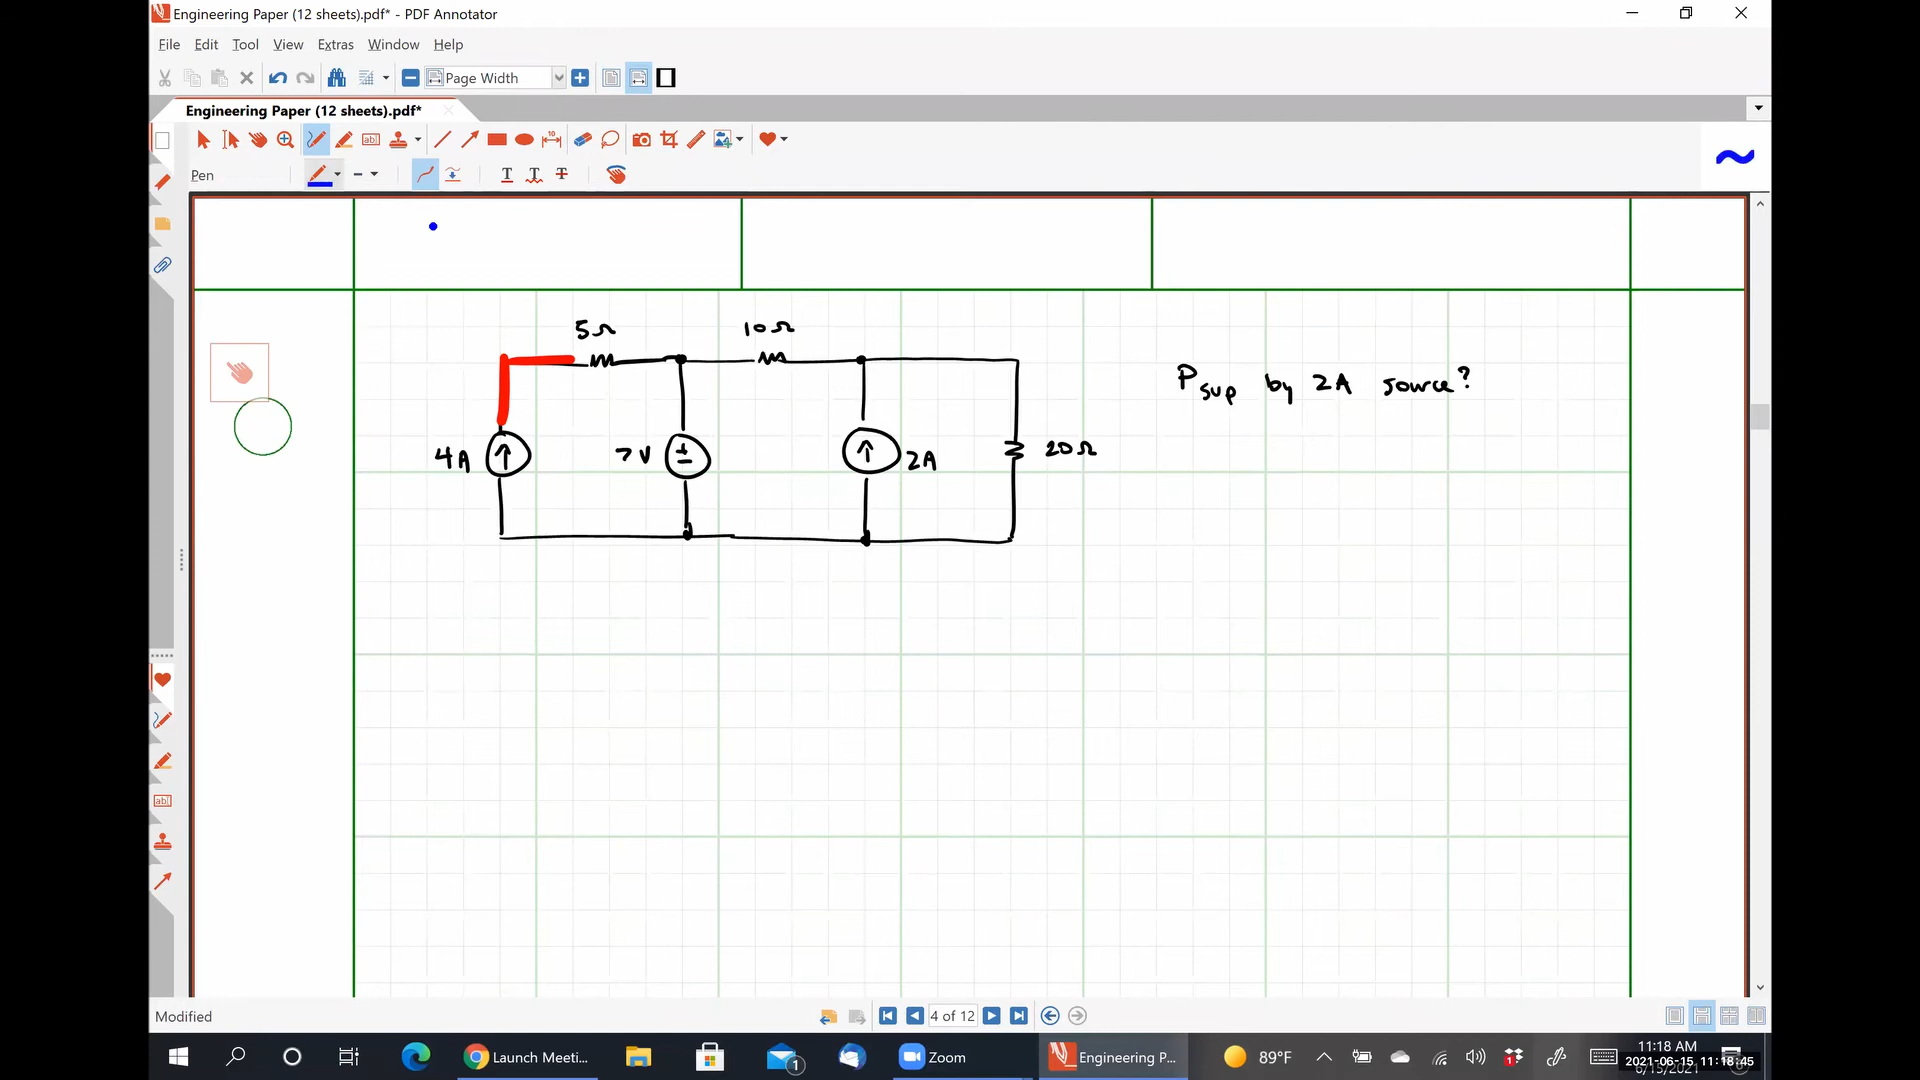 Engineering Paper (12 sheets).pdf* - PDF Annotator
File Edit Tool View Extras Window Help
Page Width
Engineering Paper (12 sheets).pdf*
Pen
5Ω 10Ω
P sup by 2A source?
4A 7V 2A 20Ω
Modified
4 of 12
Launch Meeti...
Zoom
Engineering P...
89°F
11:18 AM
2021-06-15, 11:18:45